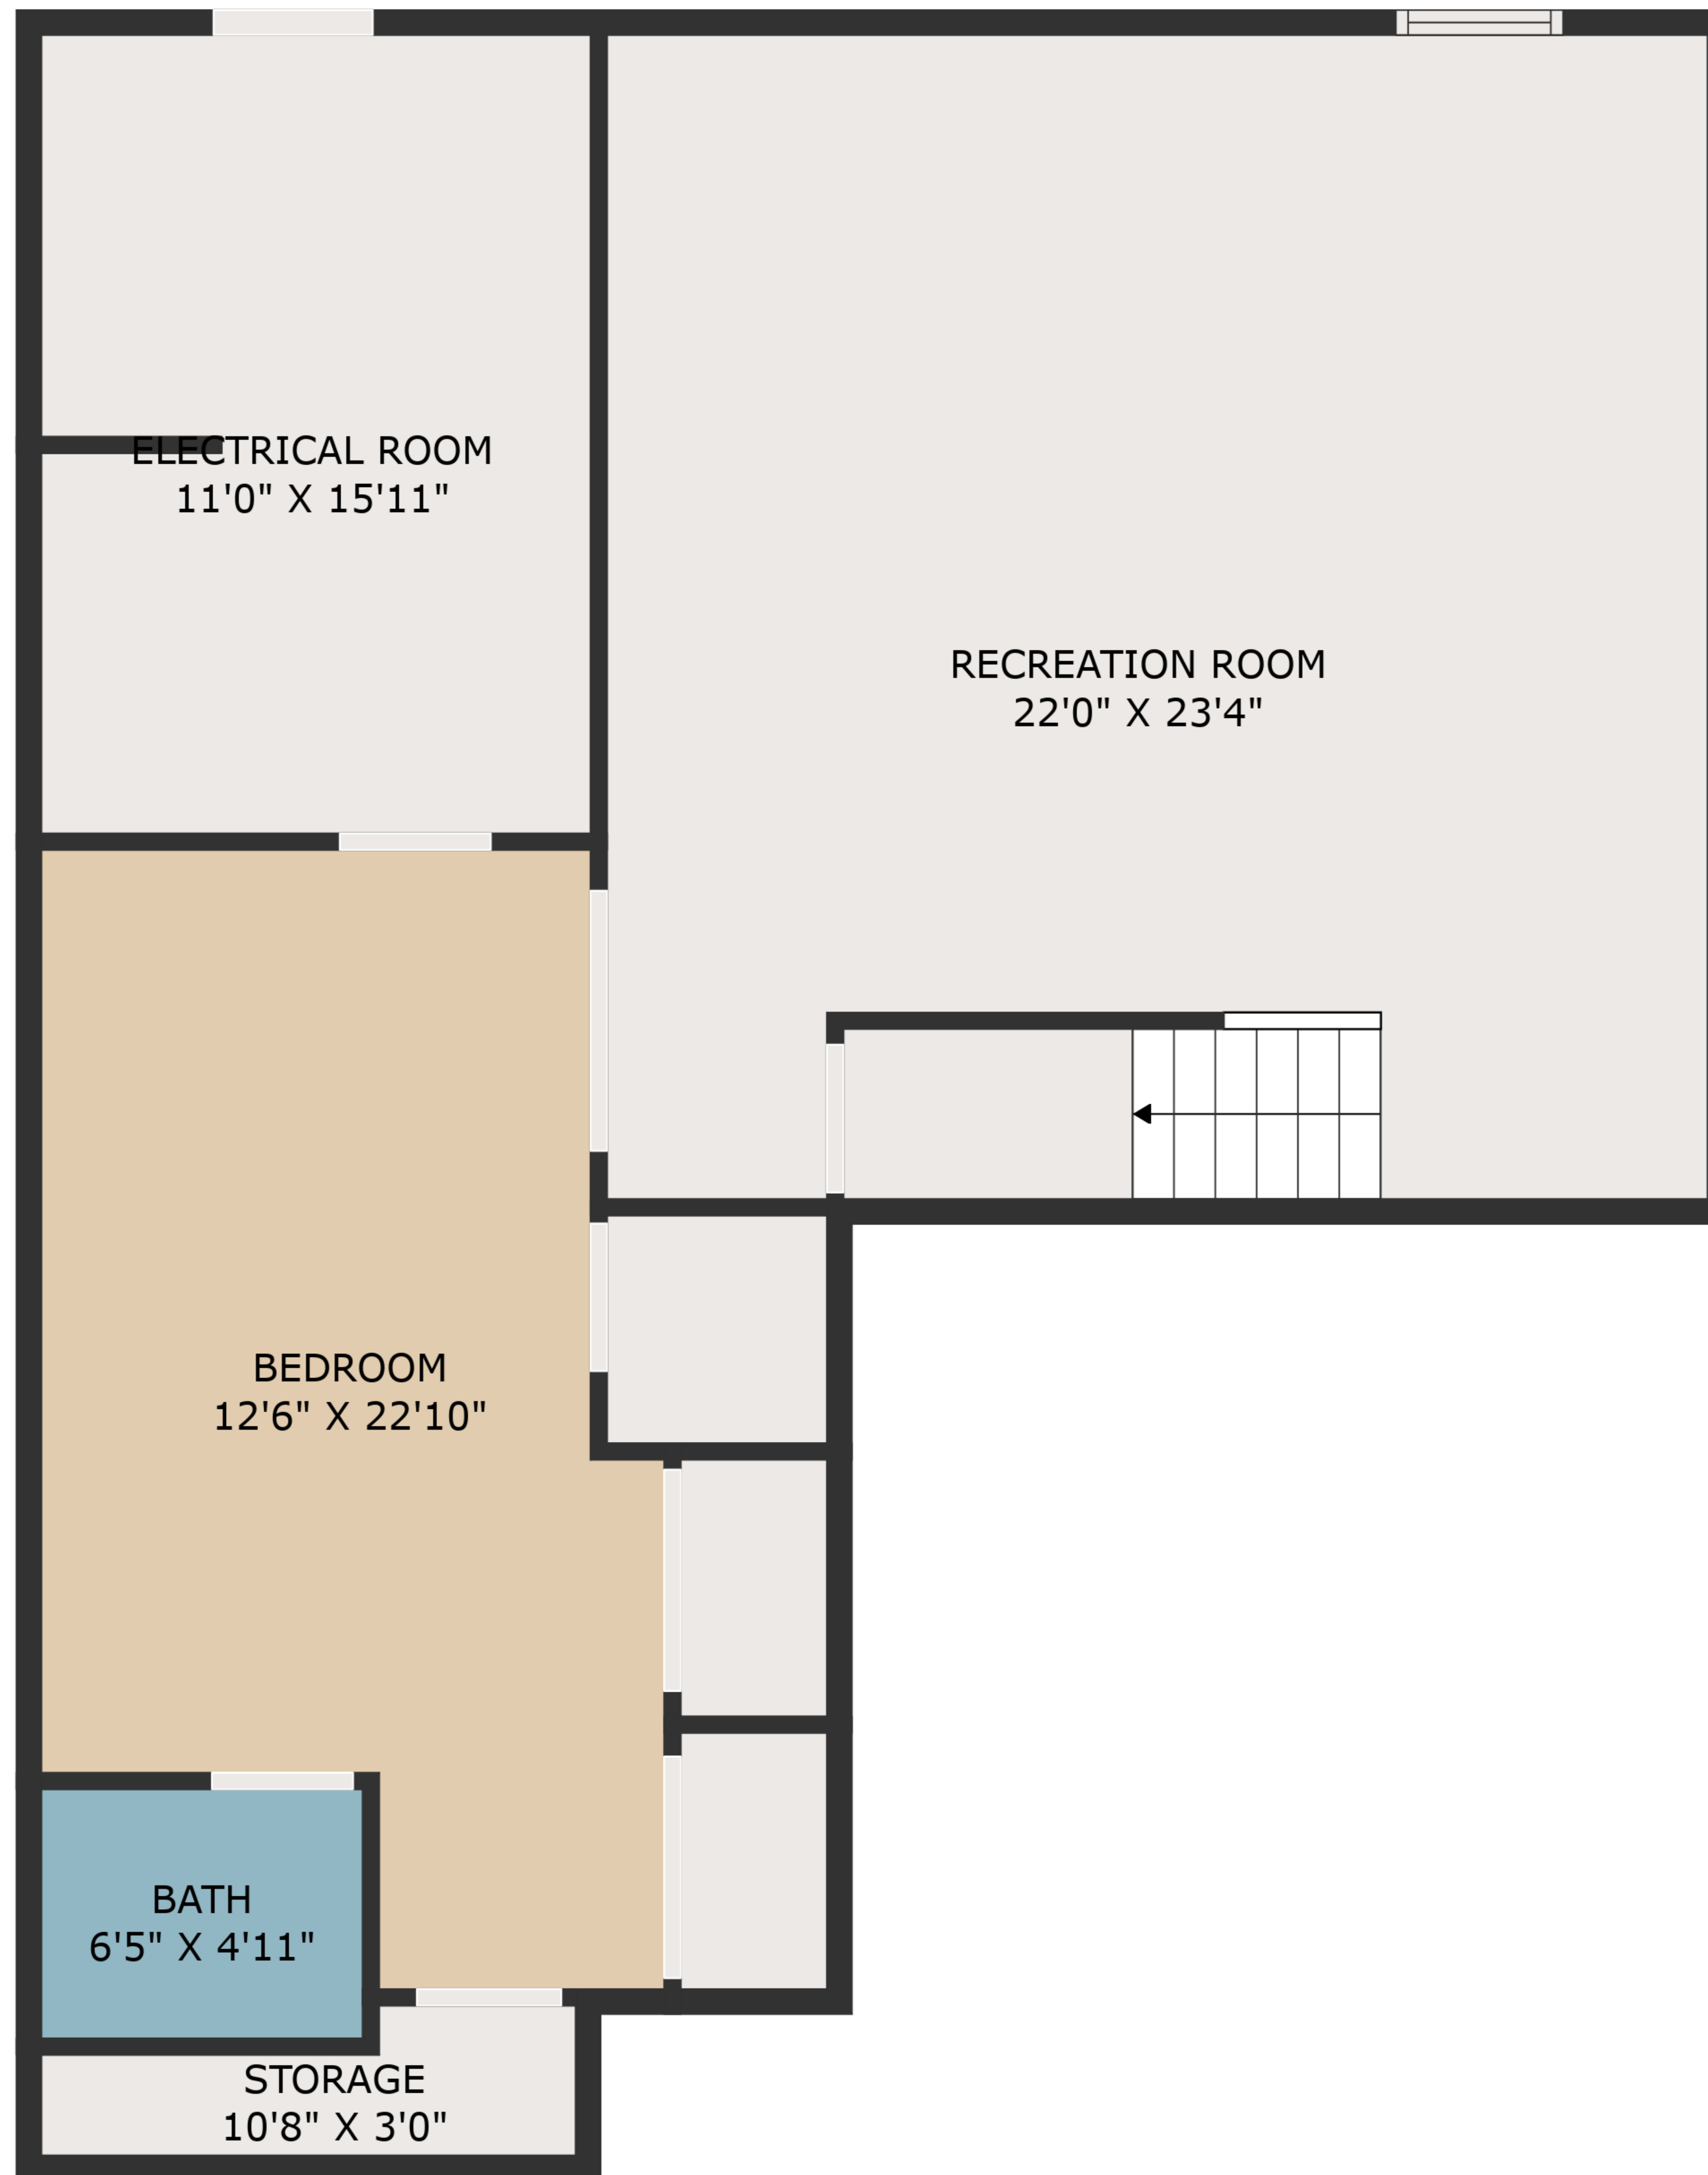 ELECTRICAL ROOM
11'0" X 15'11"
RECREATION ROOM
22'0" X 23'4"
BEDROOM
12'6" X 22'10"
BATH
6'5" X 4'11"
STORAGE
10'8" X 3'0"